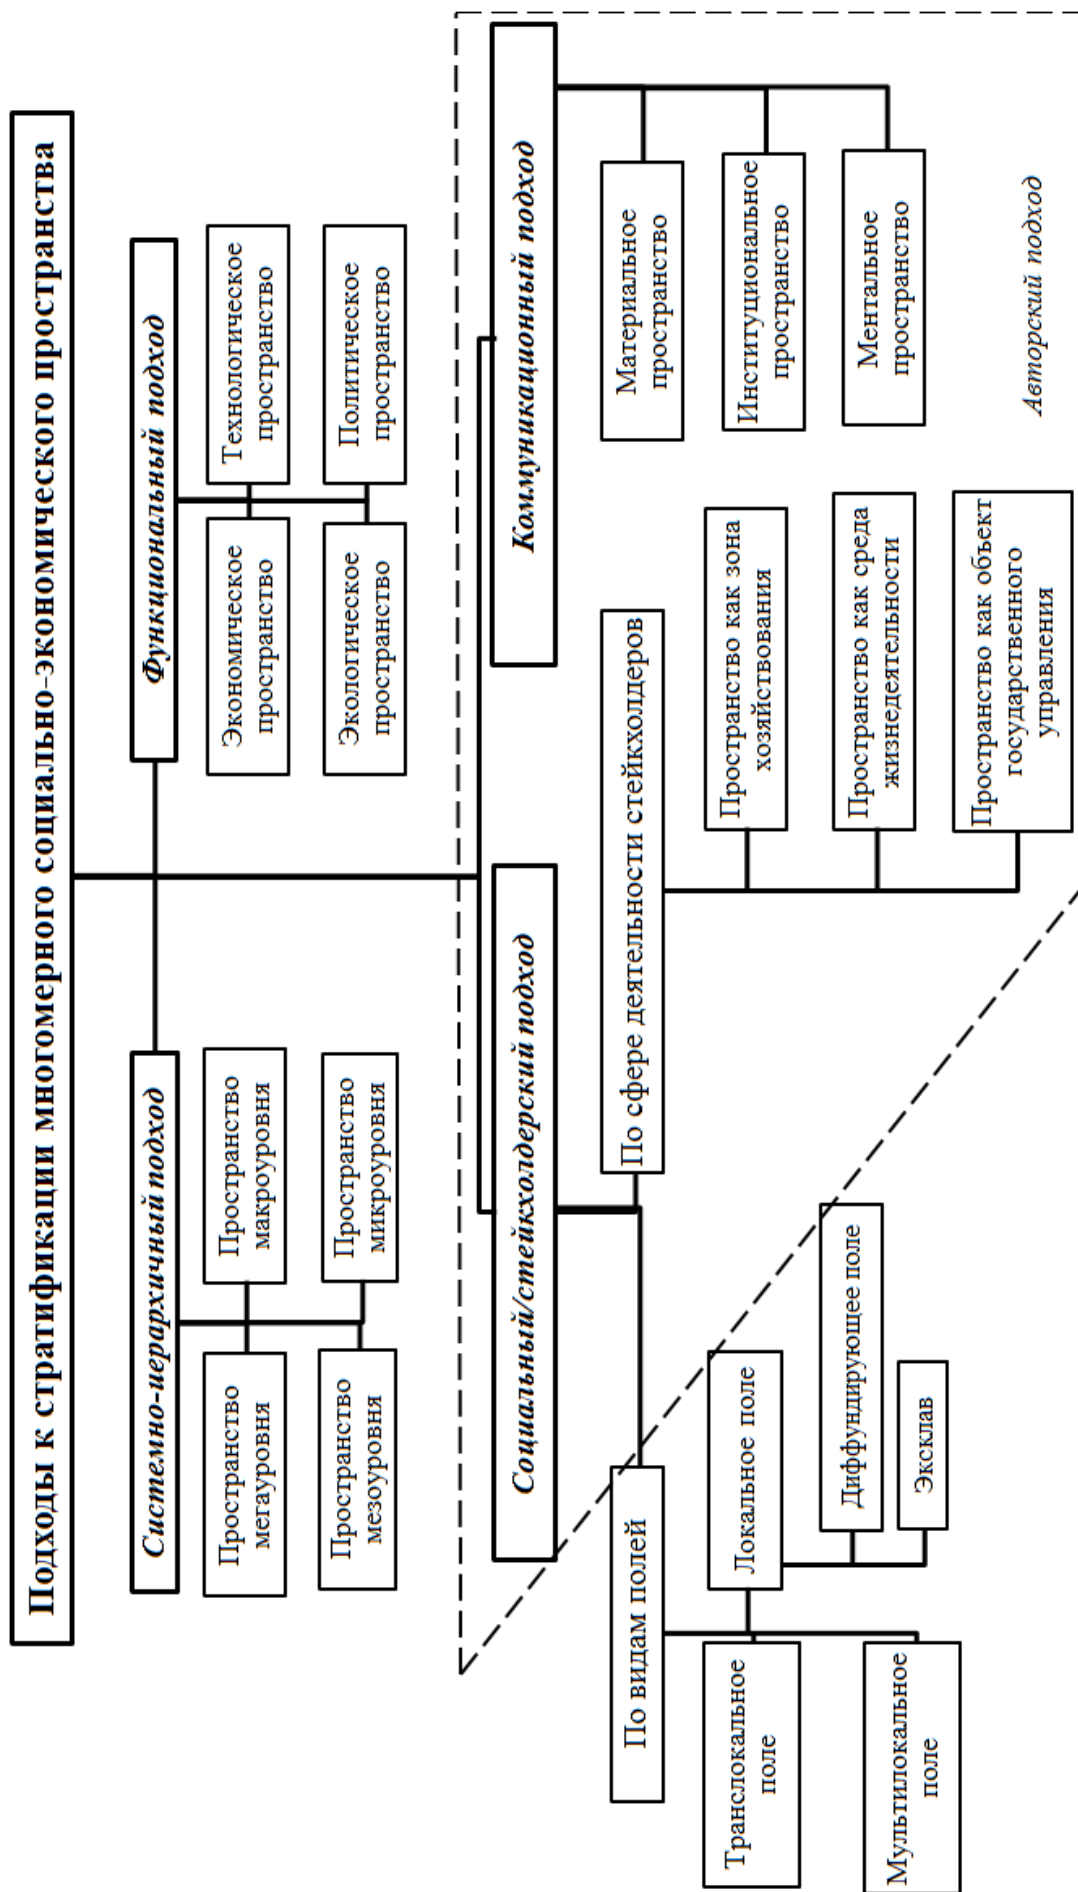 Подходы к стратификации многомерного социально-экономического пространства
Системно-иерархичный подход
Пространство
мегауровня
Пространство
макроуровня
Пространство
мезоуровня
Пространство
микроуровня
Функциональный подход
Экономическое
пространство
Технологическое
пространство
Экологическое
пространство
Политическое
пространство
Социальный/стейкхолдерский подход
По видам полей
Транслокальное
поле
Локальное поле
Мультилокальное
поле
Диффундирующее поле
Эксклав
По сфере деятельности стейкхолдеров
Пространство как зона
хозяйствования
Пространство как среда
жизнедеятельности
Пространство как объект
государственного
управления
Коммуникационный подход
Материальное
пространство
Институциональное
пространство
Ментальное
пространство
Авторский подход